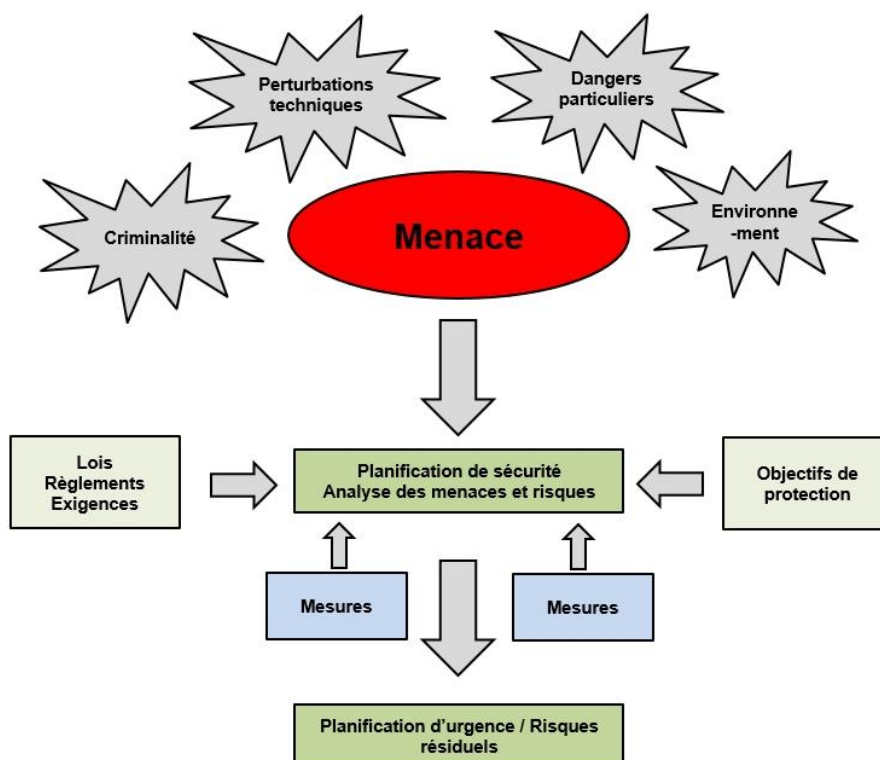 Perturbations
techniques
Dangers
particuliers
Criminalité
Menace
Environne
-ment
Lois
Règlements
Exigences
Planification de sécurité
Analyse des menaces et risques
Objectifs de
protection
Mesures
Mesures
Planification d'urgence / Risques
résiduels